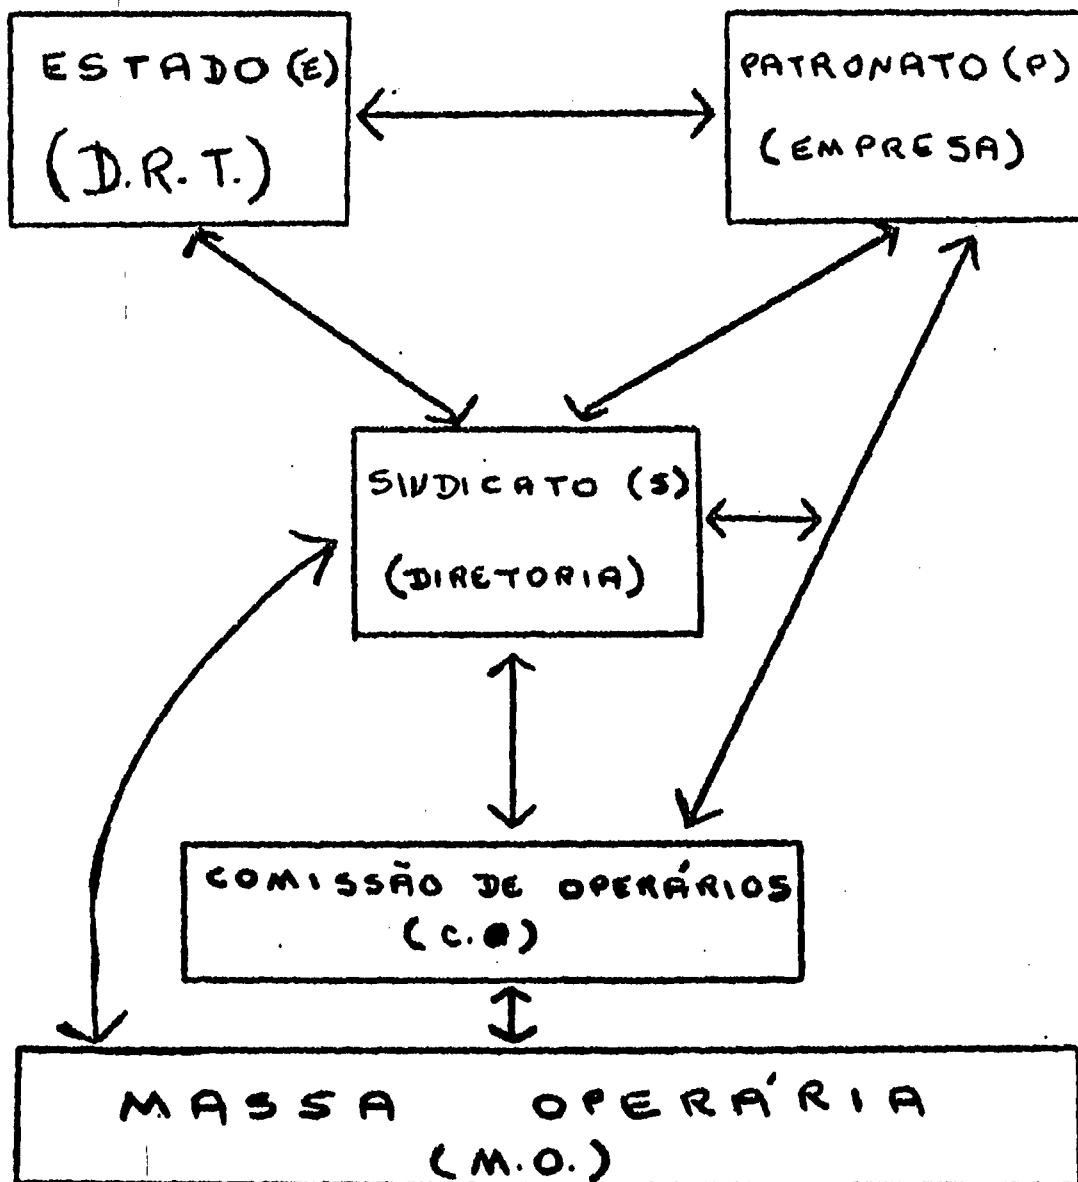 ESTADO (E)
(D.R.T.)
PATRONATO (P)
(EMPRESA)
SINDICATO (S)
(DIRETORIA)
COMISSÃO DE OPERÁRIOS
MASSA OPERÁRIA
(M.O.)